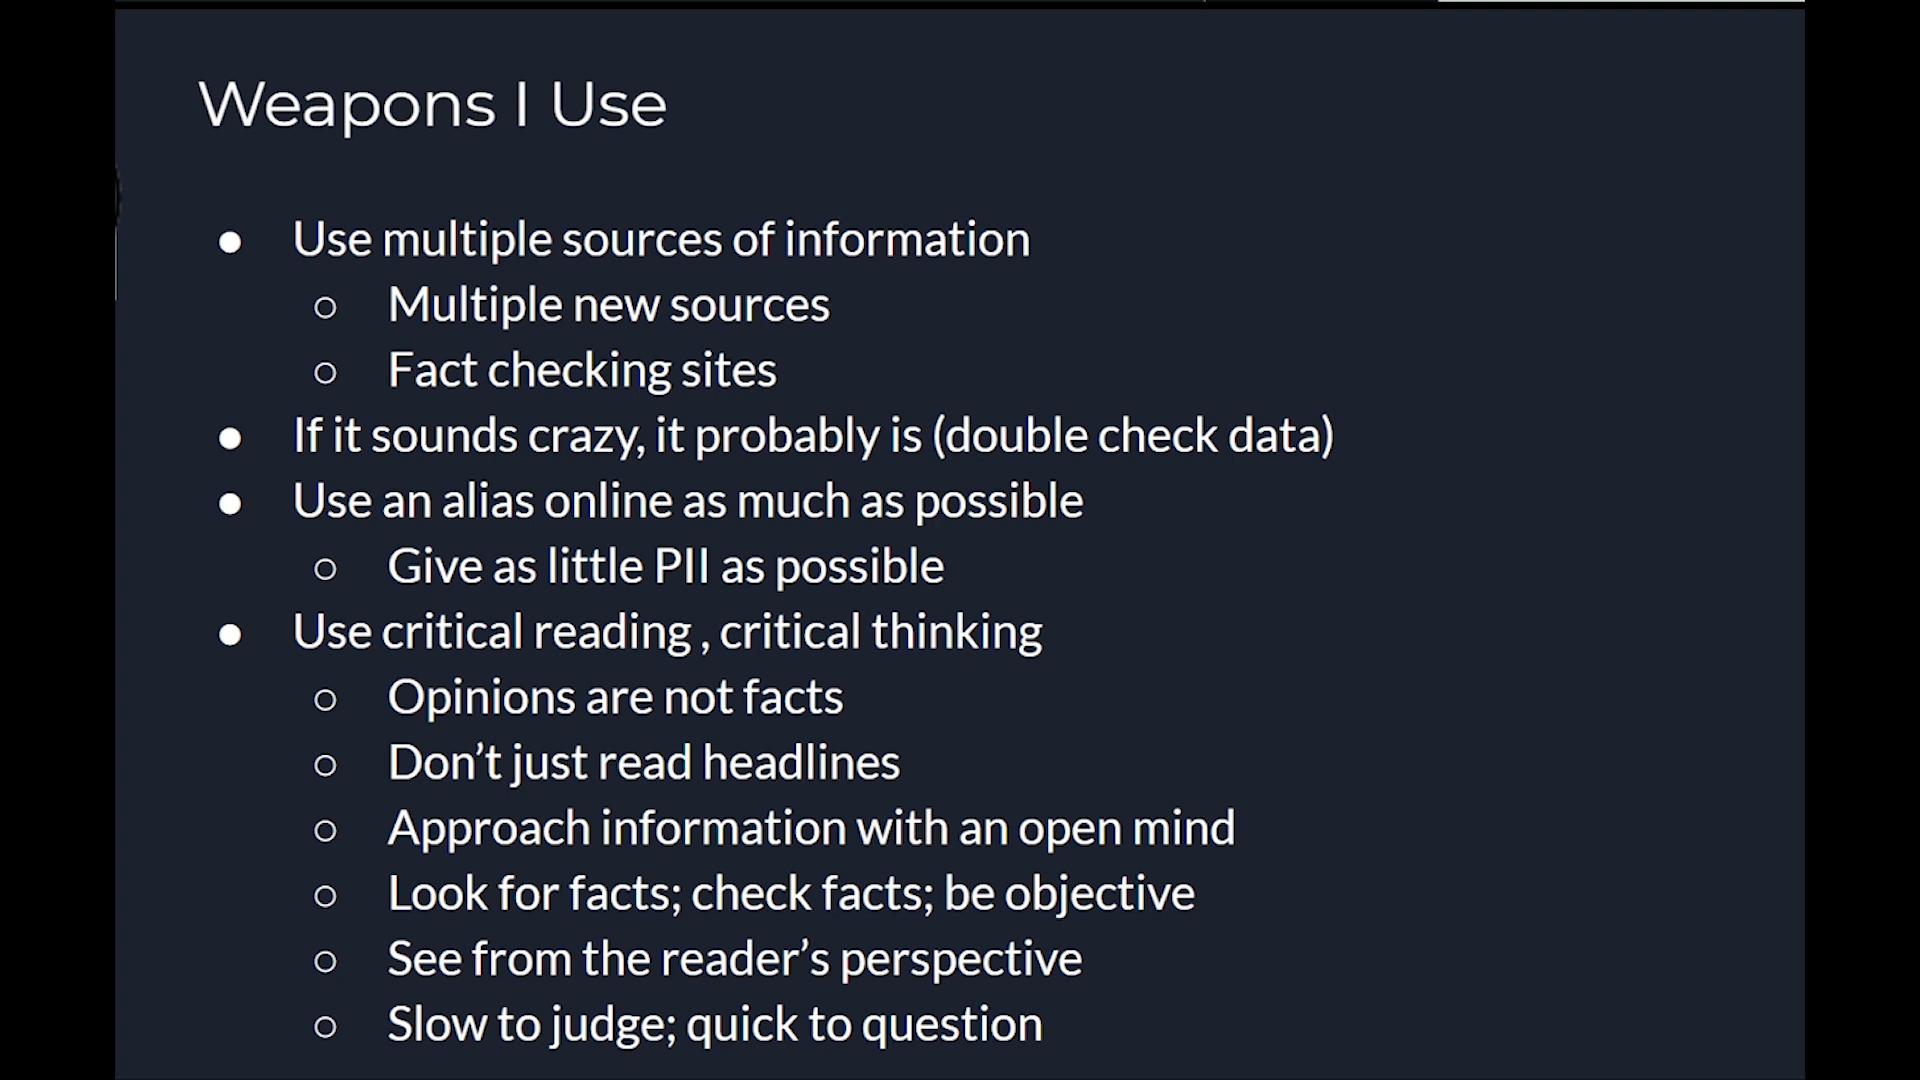 Weapons I Use
● Use multiple sources of information
○ Multiple new sources
○ Fact checking sites
● If it sounds crazy, it probably is (double check data)
● Use an alias online as much as possible
○ Give as little PII as possible
● Use critical reading , critical thinking
○ Opinions are not facts
○ Don’t just read headlines
○ Approach information with an open mind
○ Look for facts; check facts; be objective
○ See from the reader’s perspective
○ Slow to judge; quick to question